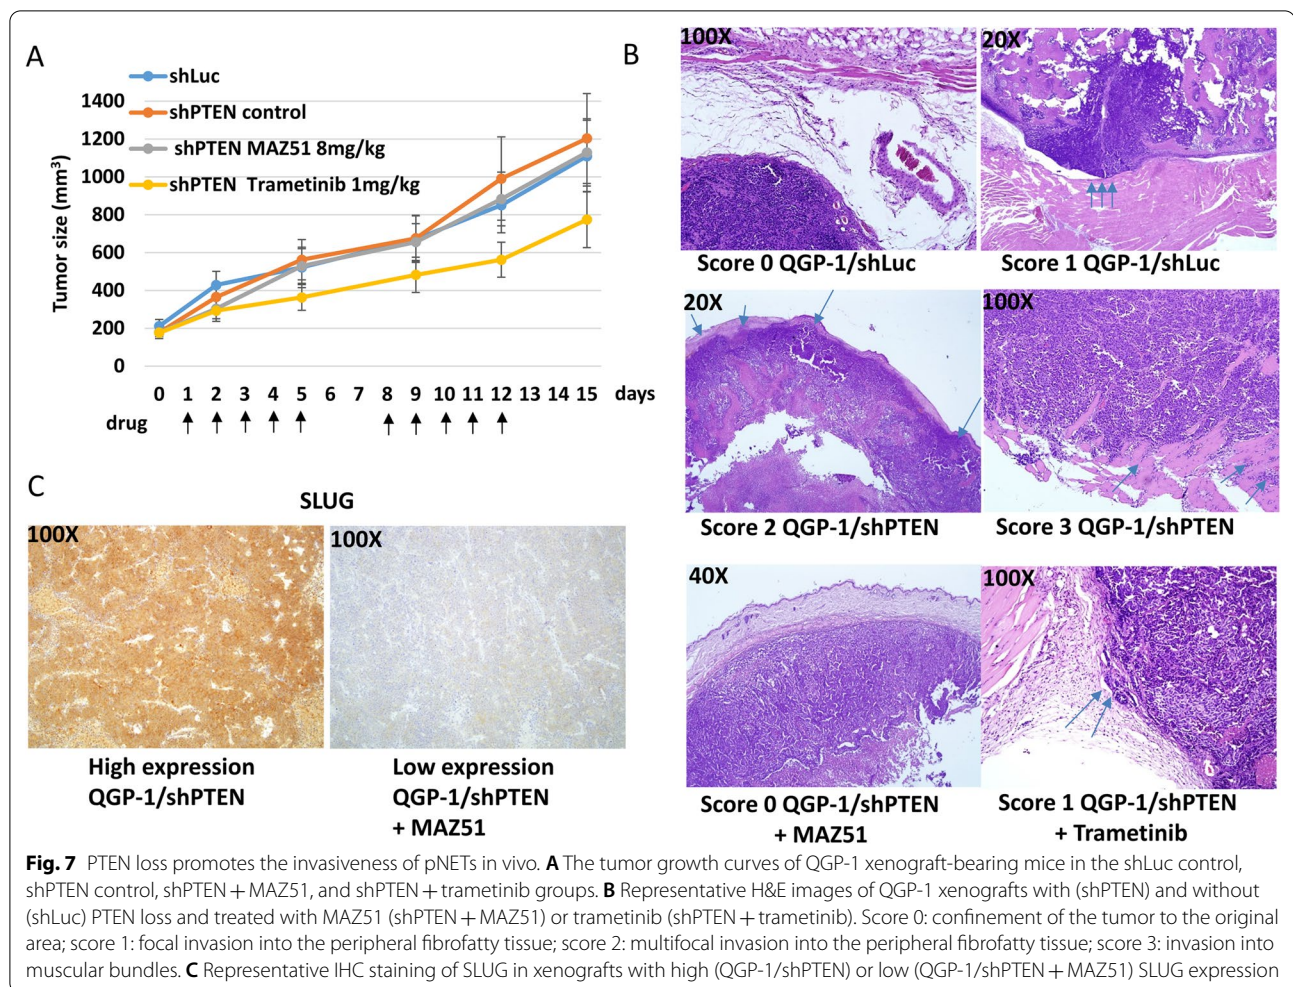 A
shLuc
shPTEN control
shPTEN MAZ51 8mg/kg
shPTEN Trametinib 1mg/kg
Tumor size (mm³)
1400
1200
1000
800
600
400
200
0
0 1 2 3 4 5 6 7 8 9 10 11 12 13 14 15 days
drug
B
100X
20X
Score 0 QGP-1/shLuc
Score 1 QGP-1/shLuc
20X
100X
Score 2 QGP-1/shPTEN
Score 3 QGP-1/shPTEN
40X
100X
Score 0 QGP-1/shPTEN
+ MAZ51
Score 1 QGP-1/shPTEN
+ Trametinib
C
SLUG
100X
100X
High expression
QGP-1/shPTEN
Low expression
QGP-1/shPTEN
+ MAZ51
Fig. 7 PTEN loss promotes the invasiveness of pNETs in vivo. A The tumor growth curves of QGP-1 xenograft-bearing mice in the shLuc control,
shPTEN control, shPTEN + MAZ51, and shPTEN + trametinib groups. B Representative H&E images of QGP-1 xenografts with (shPTEN) and without
(shLuc) PTEN loss and treated with MAZ51 (shPTEN + MAZ51) or trametinib (shPTEN + trametinib). Score 0: confinement of the tumor to the original
area; score 1: focal invasion into the peripheral fibrofatty tissue; score 2: multifocal invasion into the peripheral fibrofatty tissue; score 3: invasion into
muscular bundles. C Representative IHC staining of SLUG in xenografts with high (QGP-1/shPTEN) or low (QGP-1/shPTEN + MAZ51) SLUG expression